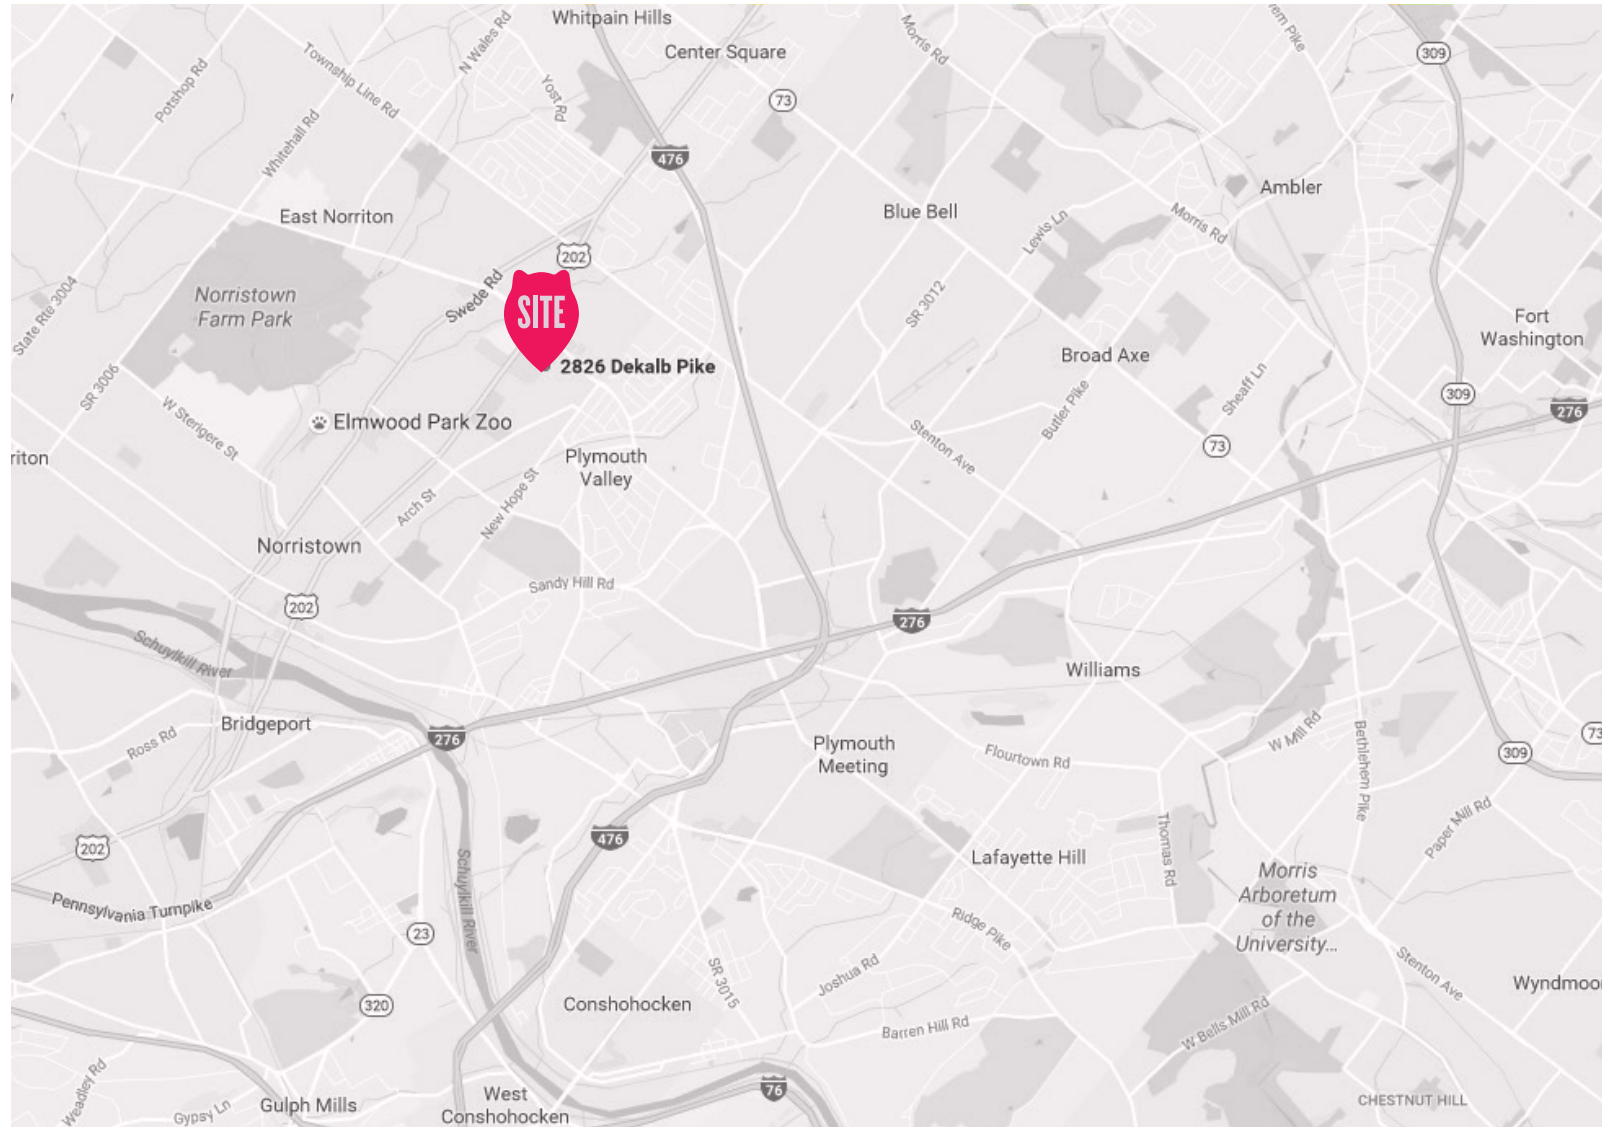 Whitpain Hills
Center Square
Morris Rd
309
N Wales Rd
Township Line Rd
Potshop Rd
Yost Rd
73
Whitehall Rd
476
East Norriton
Blue Bell
Ambler
Lewis Ln
Morris Rd
202
Swede Rd
Norristown
Farm Park
SITE
SR 3012
State Rte 3004
Fort
Washington
Broad Axe
2826 Dekalb Pike
SR 3006
Sheaff Ln
309
276
Butler Pike
W Sterigere St
Elmwood Park Zoo
Stenton Ave
73
riton
Plymouth
Valley
Arch St
New Hope St
Norristown
Sandy Hill Rd
202
276
Schuylkill River
Williams
Bridgeport
Ross Rd
276
Plymouth
Meeting
Flourtown Rd
W Mill Rd
Bethlehem Pike
309
73
202
476
Thomas Rd
Paper Mill Rd
Lafayette Hill
Morris
Arboretum
of the
University...
Pennsylvania Turnpike
Schuylkill River
23
Ridge Pike
SR 3015
Joshua Rd
Stenton Ave
Wyndmoo
320
Conshohocken
Barren Hill Rd
W Bells Mill Rd
Weadley Rd
Gypsy Ln
Gulph Mills
West
Conshohocken
76
CHESTNUT HILL